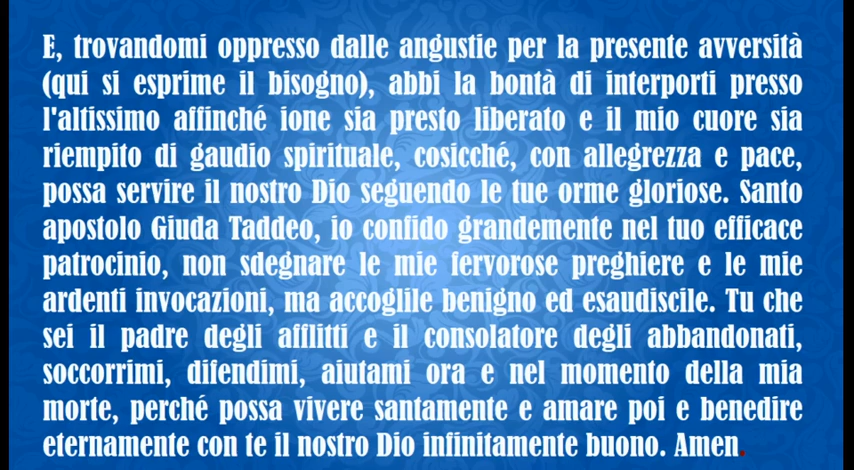 E, trovandomi oppresso dalle angustie per la presente avversità
(qui si esprime il bisogno), abbi la bontà di interporti presso
l'altissimo affinché ione sia presto liberato e il mio cuore sia
riempito di gaudio spirituale, cosicché, con allegrezza e pace,
possa servire il nostro Dio seguendo le tue orme gloriose. Santo
apostolo Giuda Taddeo, io confido grandemente nel tuo efficace
patrocinio, non sdegnare le mie fervorose preghiere e le mie
ardenti invocazioni, ma accoglile benigno ed esaudiscile. Tu che
sei il padre degli afflitti e il consolatore degli abbandonati,
soccorrimi, difendimi, aiutami ora e nel momento della mia
morte, perché possa vivere santamente e amare poi e benedire
eternamente con te il nostro Dio infinitamente buono. Amen.